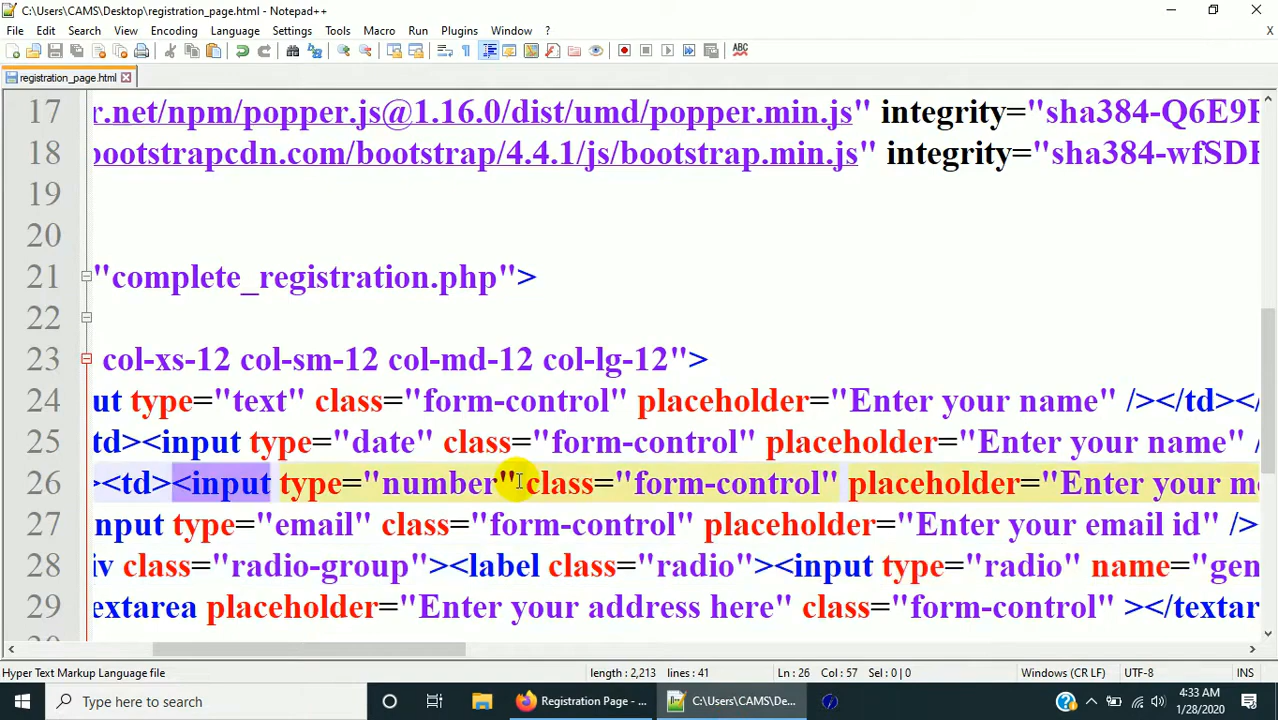 C:\Users\CAMS\Desktop\registration_page.html - Notepad++
File Edit Search View Encoding Language Settings Tools Macro Run Plugins Window ?
X
ABC
registration_page.html
17 r.net/npm/popper.js@1.16.0/dist/umd/popper.min.js" integrity="sha384-Q6E9
18 bootstrapcdn.com/bootstrap/4.4.1/js/bootstrap.min.js" integrity="sha384-wfSD
19
20
21 "complete_registration.php">
22
23 col-xs-12 col-sm-12 col-md-12 col-lg-12">
24 ut type="text" class="form-control" placeholder="Enter your name" /></td></
25 td><input type="date" class="form-control" placeholder="Enter your name" /
26 ><td><input type="number" class="form-control" placeholder="Enter your m
27 input type="email" class="form-control" placeholder="Enter your email id" />
28 iv class="radio-group"><label class="radio"><input type="radio" name="gen
29 extarea placeholder="Enter your address here" class="form-control" ></textar
Hyper Text Markup Language file length : 2,213 lines : 41 Ln : 26 Col : 57 Sel : 0 | 0 Windows (CR LF) UTF-8 INS
Type here to search Registration Page - ... C:\Users\CAMS\De... 4:33 AM
1/28/2020